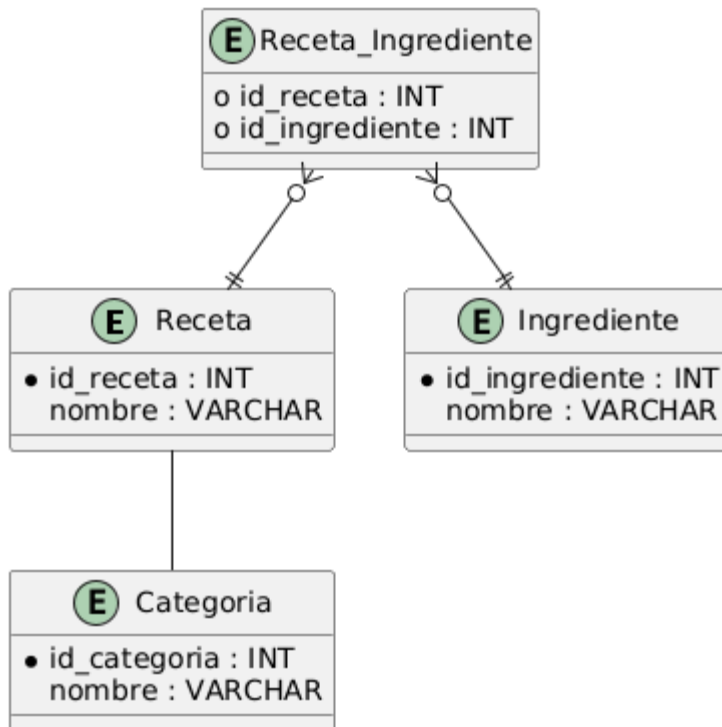 E Receta_Ingrediente
o id_receta : INT
o id_ingrediente : INT
E Receta
• id_receta : INT
nombre : VARCHAR
E Ingrediente
• id_ingrediente : INT
nombre : VARCHAR
E Categoria
• id_categoria : INT
nombre : VARCHAR